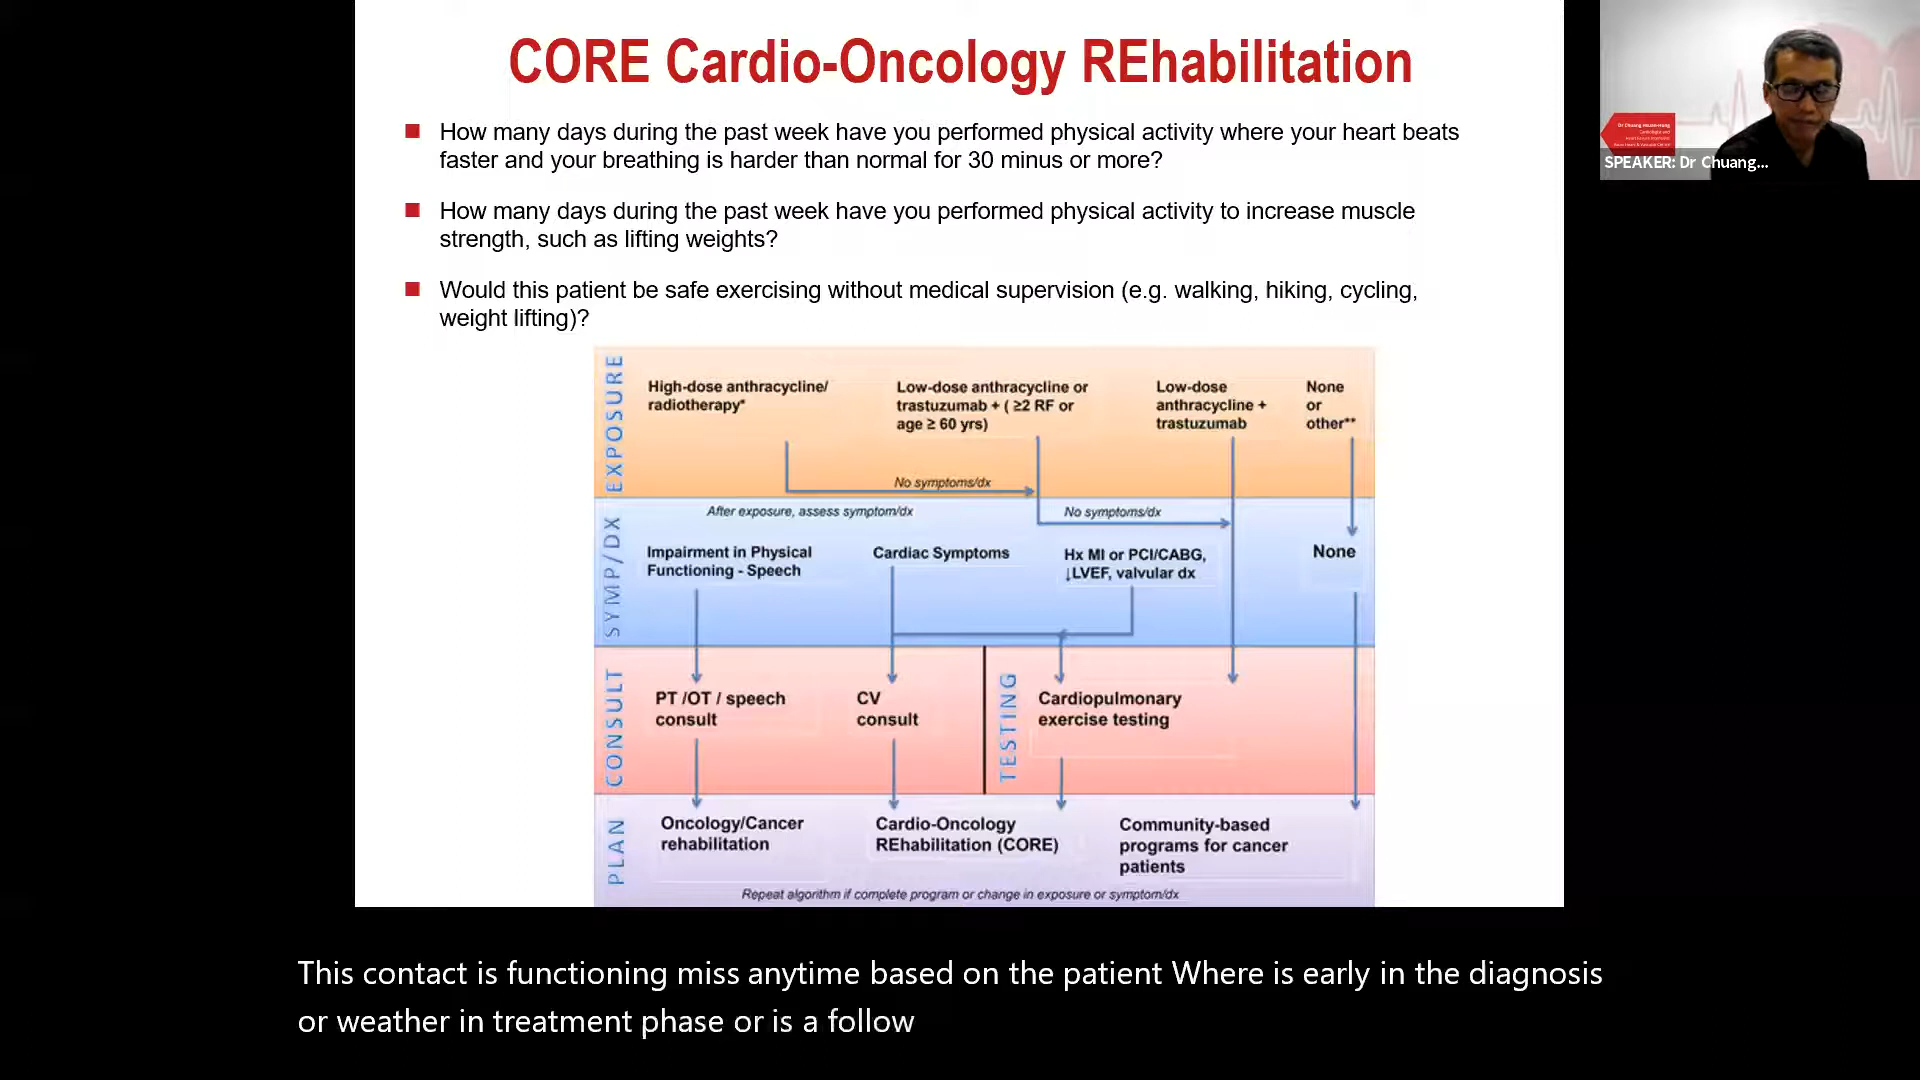 CORE Cardio-Oncology REhabilitation
How many days during the past week have you performed physical activity where your heart beats
faster and your breathing is harder than normal for 30 minus or more?
How many days during the past week have you performed physical activity to increase muscle
strength, such as lifting weights?
Would this patient be safe exercising without medical supervision (e.g. walking, hiking, cycling,
weight lifting)?
EXPOSURE
High-dose anthracycline/
radiotherapy*
Low-dose anthracycline or
trastuzumab + ( ≥2 RF or
age ≥ 60 yrs)
Low-dose
anthracycline +
trastuzumab
None
or
other**
No symptoms/dx
SYMP/DX
After exposure, assess symptom/dx
No symptoms/dx
Impairment in Physical
Functioning - Speech
Cardiac Symptoms
Hx MI or PCI/CABG,
↓LVEF, valvular dx
None
CONSULT
PT /OT / speech
consult
CV
consult
TESTING
Cardiopulmonary
exercise testing
PLAN
Oncology/Cancer
rehabilitation
Cardio-Oncology
REhabilitation (CORE)
Community-based
programs for cancer
patients
Repeat algorithm if complete program or change in exposure or symptom/dx
Dr Chuang Hsuan-Hung
SPEAKER: Dr Chuang...
This contact is functioning miss anytime based on the patient Where is early in the diagnosis
or weather in treatment phase or is a follow